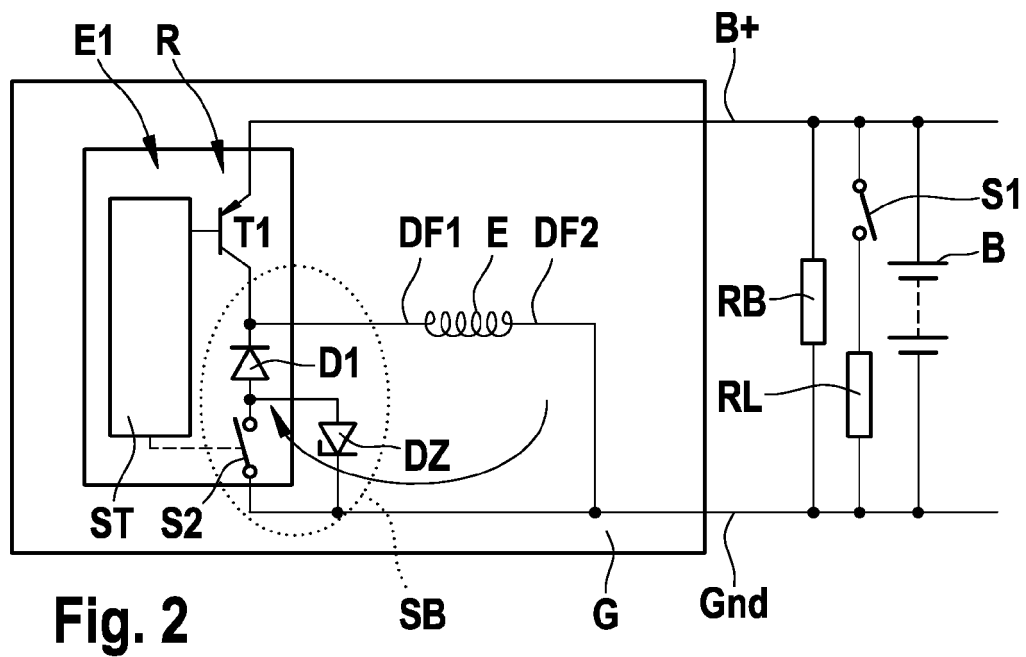 B+
E1 R
S1
T1 DF1 E DF2
B
RB
D1
RL
DZ
ST S2
SB G Gnd
Fig. 2